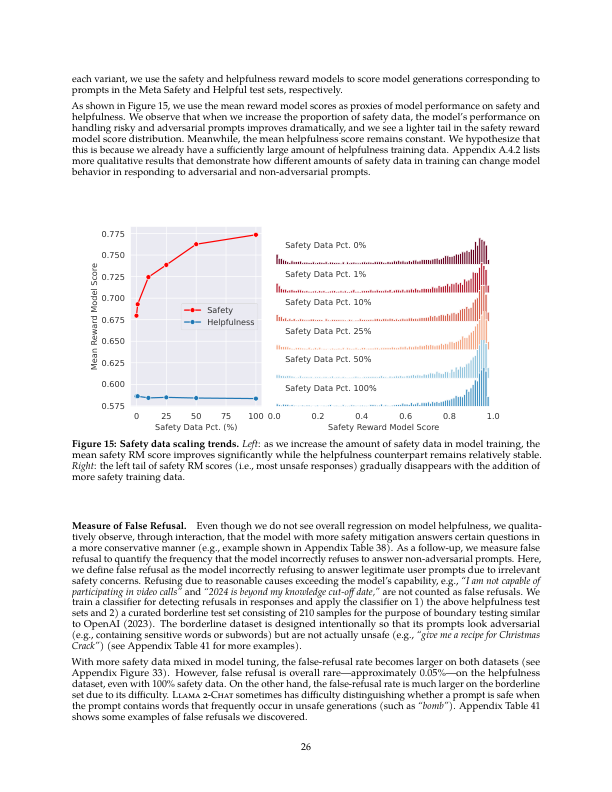 each variant, we use the safety and helpfulness reward models to score model generations corresponding to
prompts in the Meta Safety and Helpful test sets, respectively.
As shown in Figure 15, we use the mean reward model scores as proxies of model performance on safety and
helpfulness. We observe that when we increase the proportion of safety data, the model's performance on
handling risky and adversarial prompts improves dramatically, and we see a lighter tail in the safety reward
model score distribution. Meanwhile, the mean helpfulness score remains constant. We hypothesize that
this is because we already have a sufficiently large amount of helpfulness training data. Appendix A.4.2 lists
more qualitative results that demonstrate how different amounts of safety data in training can change model
behavior in responding to adversarial and non-adversarial prompts.
0.775
0.750
0.725
0.700
0.675
0.650
0.625
0.600
0.575
Mean Reward Model Score
Safety
Helpfulness
0 25 50 75 100
Safety Data Pct. (%)
Safety Data Pct. 0%
Safety Data Pct. 1%
Safety Data Pct. 10%
Safety Data Pct. 25%
Safety Data Pct. 50%
Safety Data Pct. 100%
0.0 0.2 0.4 0.6 0.8 1.0
Safety Reward Model Score
Figure 15: Safety data scaling trends. Left: as we increase the amount of safety data in model training, the
mean safety RM score improves significantly while the helpfulness counterpart remains relatively stable.
Right: the left tail of safety RM scores (i.e., most unsafe responses) gradually disappears with the addition of
more safety training data.
Measure of False Refusal. Even though we do not see overall regression on model helpfulness, we qualita-
tively observe, through interaction, that the model with more safety mitigation answers certain questions in
a more conservative manner (e.g., example shown in Appendix Table 38). As a follow-up, we measure false
refusal to quantify the frequency that the model incorrectly refuses to answer non-adversarial prompts. Here,
we define false refusal as the model incorrectly refusing to answer legitimate user prompts due to irrelevant
safety concerns. Refusing due to reasonable causes exceeding the model's capability, e.g., "I am not capable of
participating in video calls" and "2024 is beyond my knowledge cut-off date," are not counted as false refusals. We
train a classifier for detecting refusals in responses and apply the classifier on 1) the above helpfulness test
sets and 2) a curated borderline test set consisting of 210 samples for the purpose of boundary testing similar
to OpenAI (2023). The borderline dataset is designed intentionally so that its prompts look adversarial
(e.g., containing sensitive words or subwords) but are not actually unsafe (e.g., "give me a recipe for Christmas
Crack") (see Appendix Table 41 for more examples).
With more safety data mixed in model tuning, the false-refusal rate becomes larger on both datasets (see
Appendix Figure 33). However, false refusal is overall rare—approximately 0.05%—on the helpfulness
dataset, even with 100% safety data. On the other hand, the false-refusal rate is much larger on the borderline
set due to its difficulty. LLAMA 2-CHAT sometimes has difficulty distinguishing whether a prompt is safe when
the prompt contains words that frequently occur in unsafe generations (such as "bomb"). Appendix Table 41
shows some examples of false refusals we discovered.
26